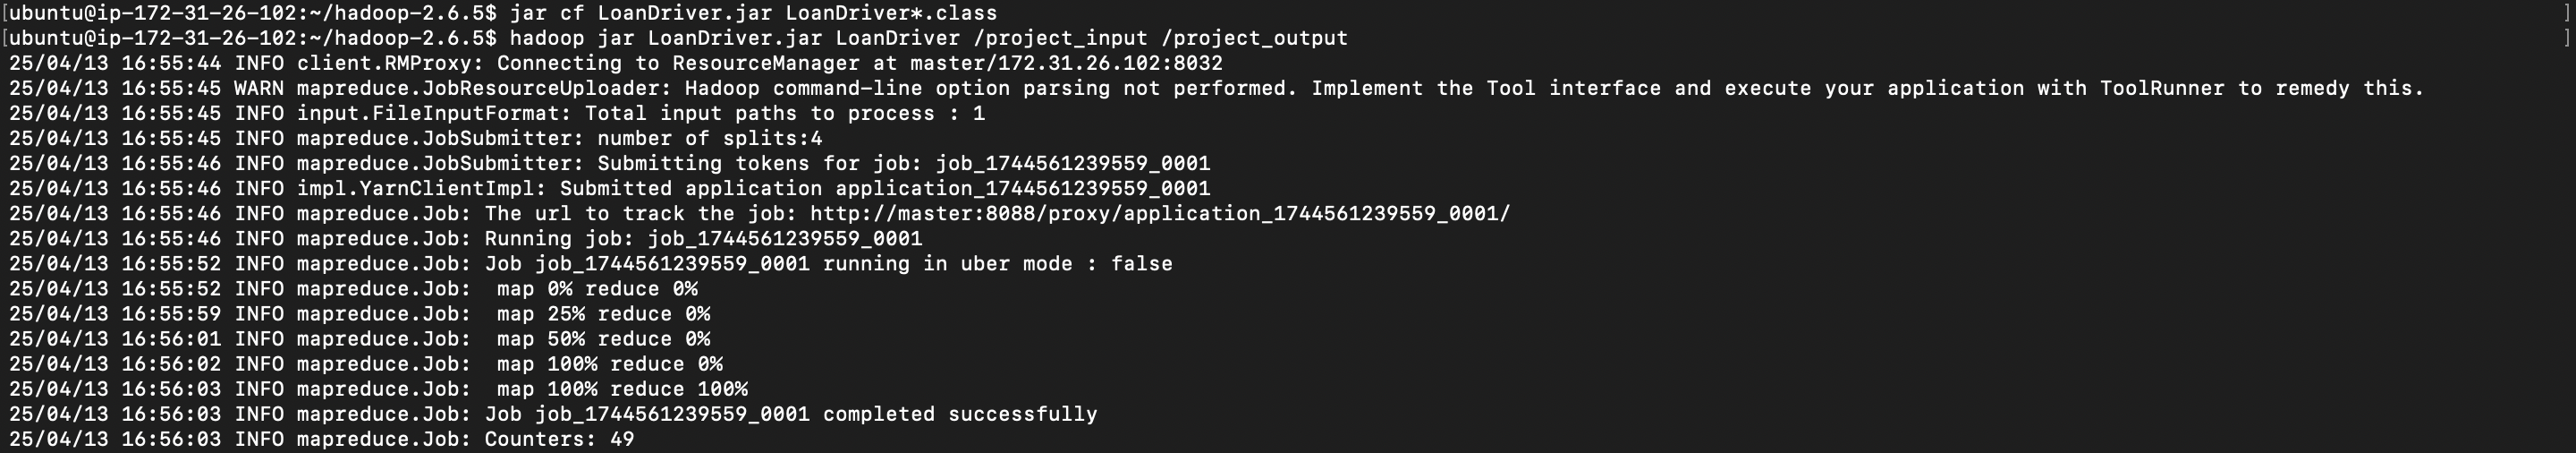 [ubuntu@ip-172-31-26-102:~/hadoop-2.6.5$ jar cf LoanDriver.jar LoanDriver*.class ]
[ubuntu@ip-172-31-26-102:~/hadoop-2.6.5$ hadoop jar LoanDriver.jar LoanDriver /project_input /project_output ]
25/04/13 16:55:44 INFO client.RMProxy: Connecting to ResourceManager at master/172.31.26.102:8032
25/04/13 16:55:45 WARN mapreduce.JobResourceUploader: Hadoop command-line option parsing not performed. Implement the Tool interface and execute your application with ToolRunner to remedy this.
25/04/13 16:55:45 INFO input.FileInputFormat: Total input paths to process : 1
25/04/13 16:55:45 INFO mapreduce.JobSubmitter: number of splits:4
25/04/13 16:55:46 INFO mapreduce.JobSubmitter: Submitting tokens for job: job_1744561239559_0001
25/04/13 16:55:46 INFO impl.YarnClientImpl: Submitted application application_1744561239559_0001
25/04/13 16:55:46 INFO mapreduce.Job: The url to track the job: http://master:8088/proxy/application_1744561239559_0001/
25/04/13 16:55:46 INFO mapreduce.Job: Running job: job_1744561239559_0001
25/04/13 16:55:52 INFO mapreduce.Job: Job job_1744561239559_0001 running in uber mode : false
25/04/13 16:55:52 INFO mapreduce.Job:  map 0% reduce 0%
25/04/13 16:55:59 INFO mapreduce.Job:  map 25% reduce 0%
25/04/13 16:56:01 INFO mapreduce.Job:  map 50% reduce 0%
25/04/13 16:56:02 INFO mapreduce.Job:  map 100% reduce 0%
25/04/13 16:56:03 INFO mapreduce.Job:  map 100% reduce 100%
25/04/13 16:56:03 INFO mapreduce.Job: Job job_1744561239559_0001 completed successfully
25/04/13 16:56:03 INFO mapreduce.Job: Counters: 49